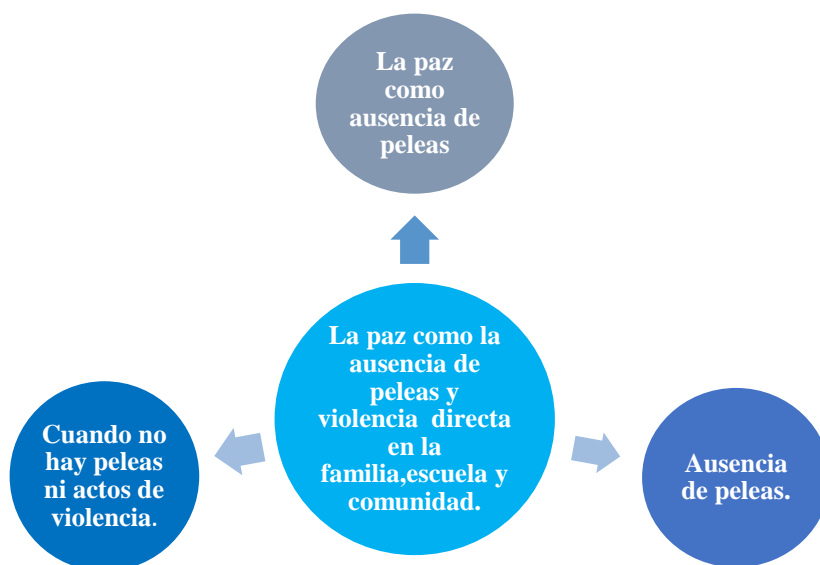 La paz
como
ausencia de
peleas
La paz como la
ausencia de
peleas y
violencia directa
en la
familia,escuela y
comunidad.
Cuando no
hay peleas
ni actos de
violencia.
Ausencia
de peleas.